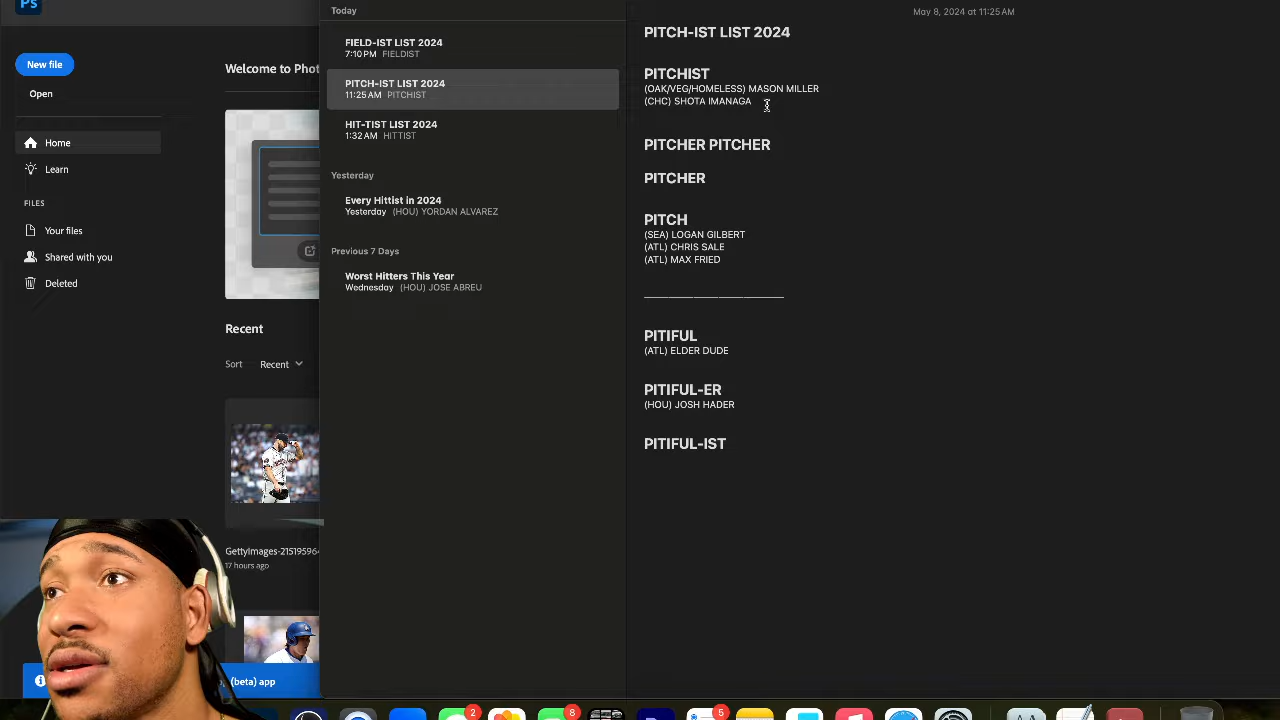 Ps
New file
Open
Home
Learn
FILES
Your files
Shared with you
Deleted
Welcome to Phot
Recent
Sort Recent
GettyImages-21519596
17 hours ago
(beta) app
Today
FIELD-IST LIST 2024
7:10 PM FIELDIST
PITCH-IST LIST 2024
11:25 AM PITCHIST
HIT-TIST LIST 2024
1:32 AM HITTIST
Yesterday
Every Hittist in 2024
Yesterday (HOU) YORDAN ALVAREZ
Previous 7 Days
Worst Hitters This Year
Wednesday (HOU) JOSE ABREU
May 9, 2024 at 11:25 AM
PITCH-IST LIST 2024
PITCHIST
(OAK/VEG/HOMELESS) MASON MILLER
(CHC) SHOTA IMANAGA
PITCHER PITCHER
PITCHER
PITCH
(SEA) LOGAN GILBERT
(ATL) CHRIS SALE
(ATL) MAX FRIED
PITIFUL
(ATL) ELDER DUDE
PITIFUL-ER
(HOU) JOSH HADER
PITIFUL-IST
2
8
5